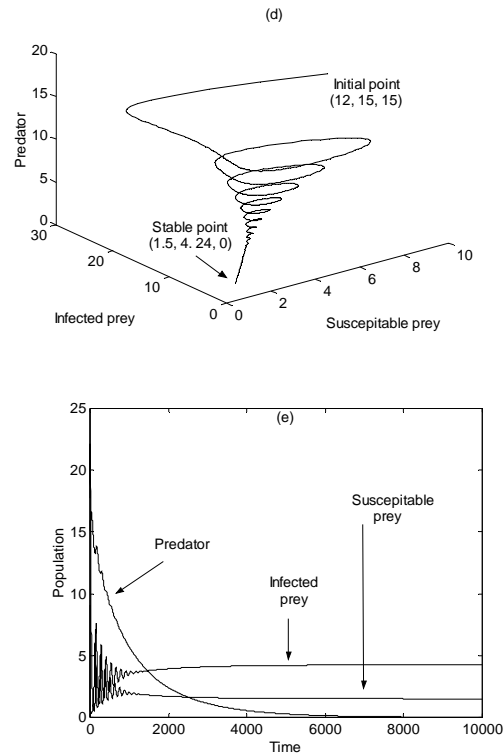 (d)
20
15
10
5
0
Predator
Initial point
(12, 15, 15)
Stable point
(1.5, 4. 24, 0)
30
20
10
0
Infected prey
0
2
4
6
8
10
Suscepitable prey
(e)
25
20
15
10
5
0
Population
Predator
Infected
prey
Suscepitable
prey
0
2000
4000
6000
8000
10000
Time